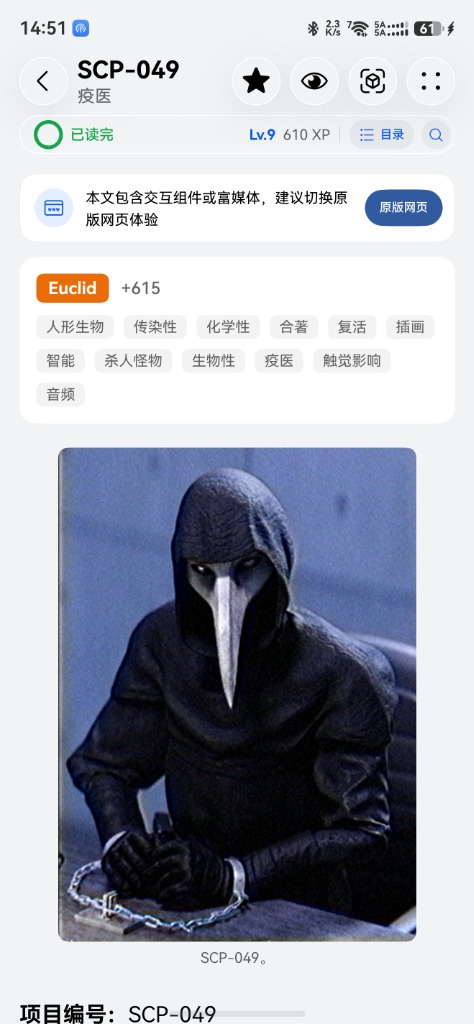 14:51
2.3 K/s 7 5A 5A 61
SCP-049
疫医
已读完 Lv.9 610 XP 目录
本文包含交互组件或富媒体，建议切换原
版网页体验
原版网页
Euclid +615
人形生物 传染性 化学性 合著 复活 插画
智能 杀人怪物 生物性 疫医 触觉影响
音频
SCP-049。
项目编号：SCP-049